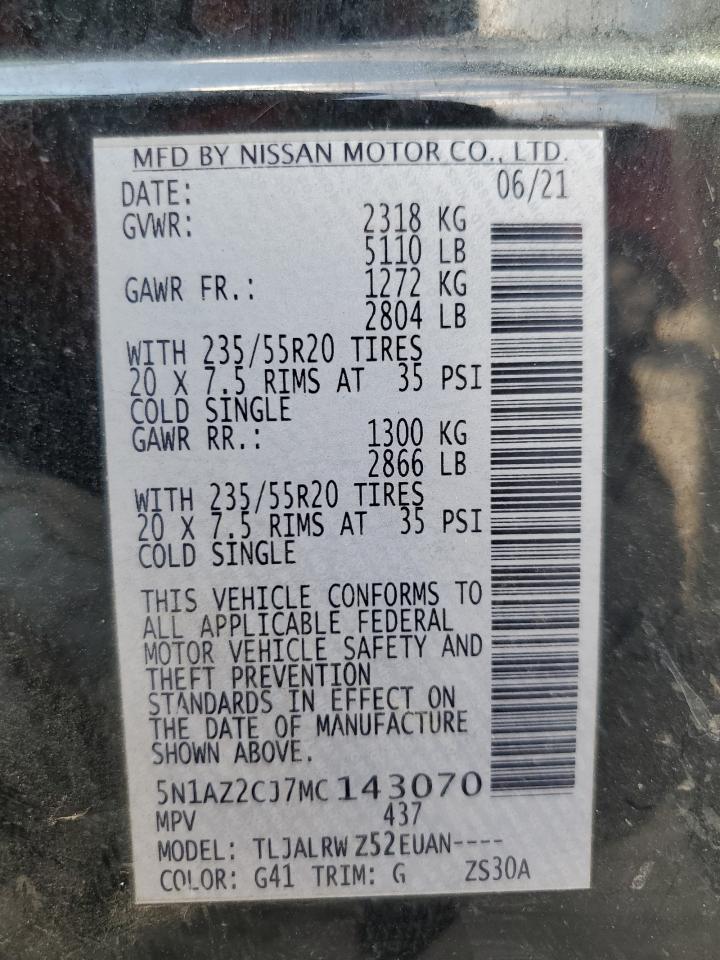 MFD BY NISSAN MOTOR CO., LTD.
DATE: 06/21
GVWR: 2318 KG
5110 LB
GAWR FR.: 1272 KG
2804 LB
WITH 235/55R20 TIRES
20 X 7.5 RIMS AT 35 PSI
COLD SINGLE
GAWR RR.: 1300 KG
2866 LB
WITH 235/55R20 TIRES
20 X 7.5 RIMS AT 35 PSI
COLD SINGLE
THIS VEHICLE CONFORMS TO
ALL APPLICABLE FEDERAL
MOTOR VEHICLE SAFETY AND
THEFT PREVENTION
STANDARDS IN EFFECT ON
THE DATE OF MANUFACTURE
SHOWN ABOVE.
5N1AZ2CJ7MC143070
MPV 437
MODEL: TLJALRW Z52EUAN----
COLOR: G41 TRIM: G ZS30A